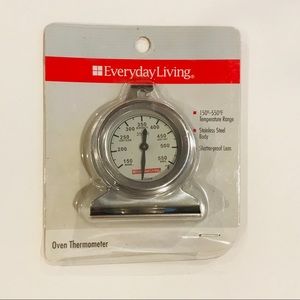 EverydayLiving®
150°-550°F
Temperature Range
Stainless Steel
Body
Shatter-proof Lens
350
300
400
250
450
200
500
150
550
Oven Thermometer